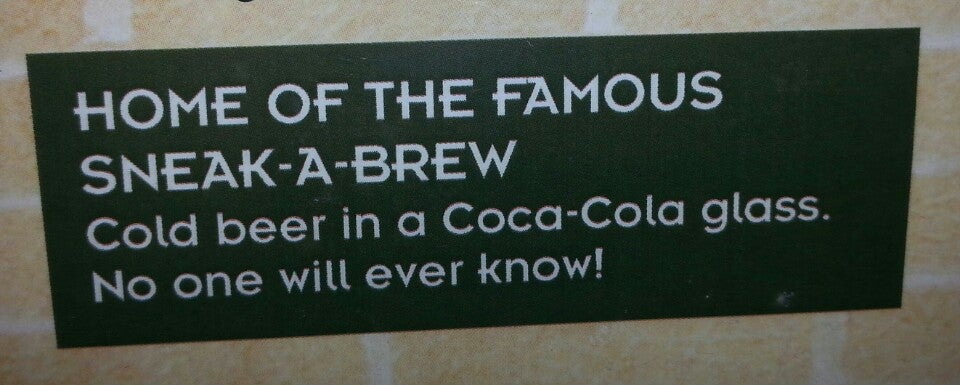 HOME OF THE FAMOUS
SNEAK-A-BREW
Cold beer in a Coca-Cola glass.
No one will ever know!